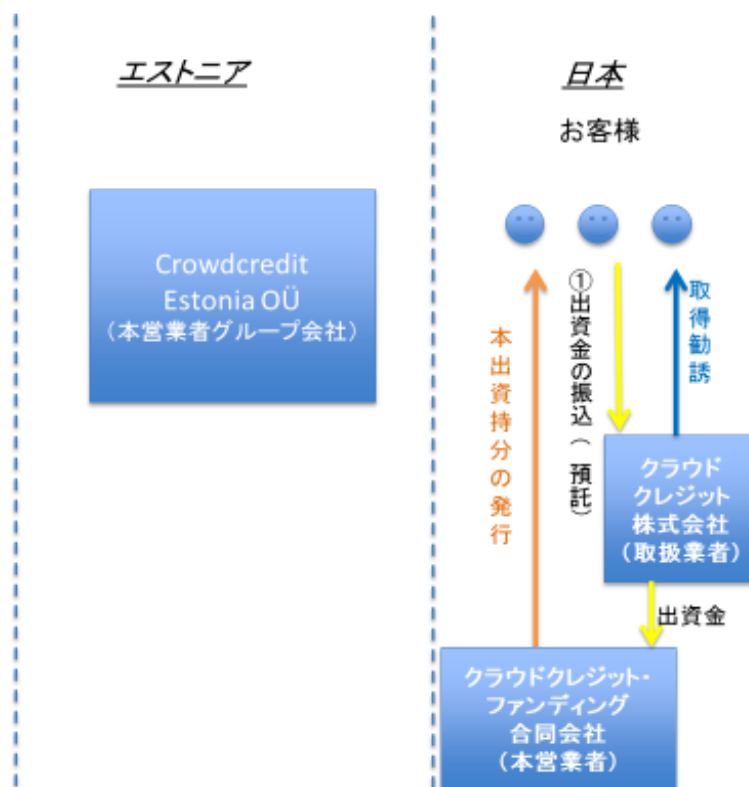 エストニア
日本
お客様
Crowdcredit
Estonia OÜ
（本営業者グループ会社）
本出資持分の発行
①出資金の振込（ 預託）
取得勧誘
クラウド
クレジット
株式会社
（取扱業者）
出資金
クラウドクレジット・
ファンディング
合同会社
（本営業者）